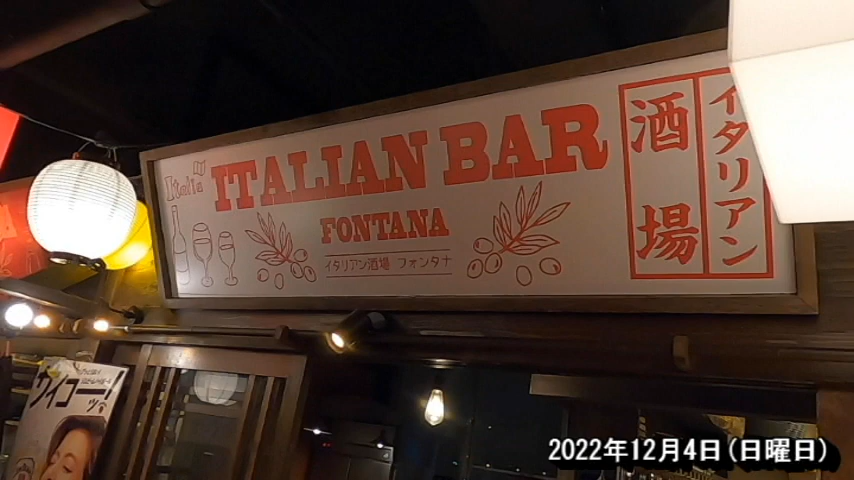 Italia
ITALIAN BAR
FONTANA
イタリアン酒場 フォンタナ
酒場
イタリアン
サイコー!
ッ
2022年12月4日(日曜日)